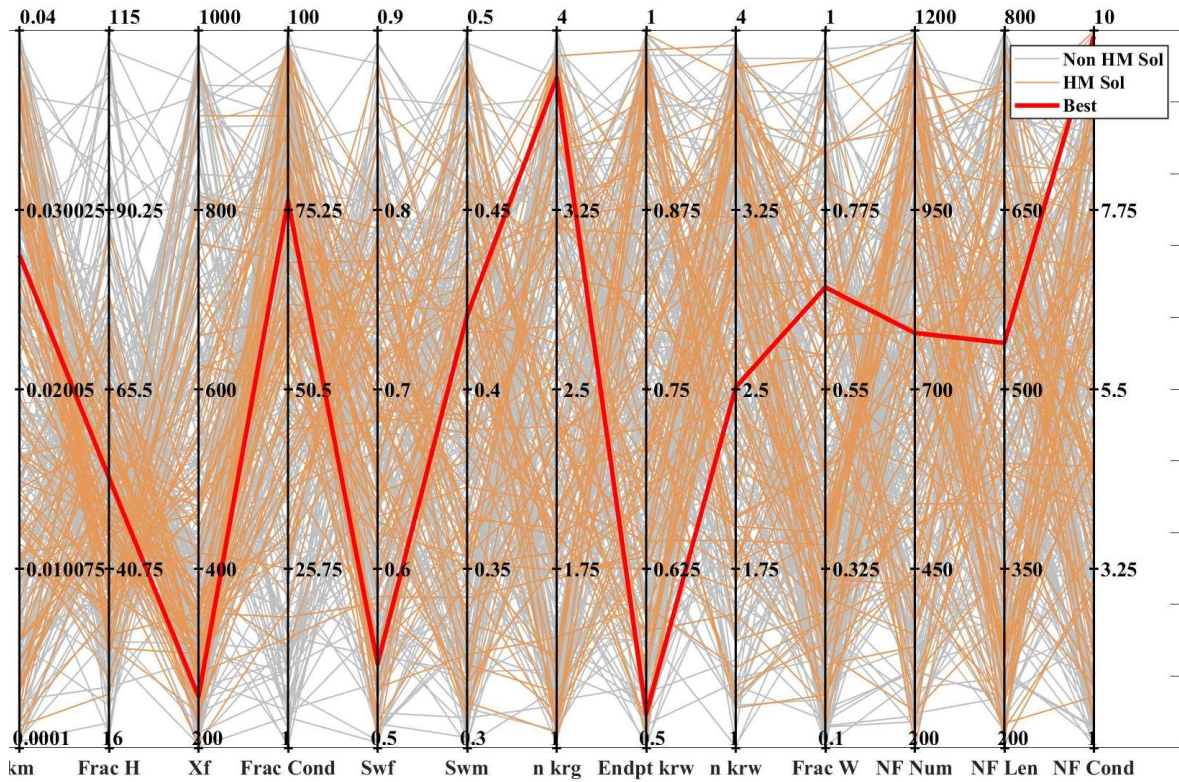 0.04 115 1000 100 0.9 0.5 4 1 4 1 1200 800 10
Non HM Sol
HM Sol
Best
0.030025 90.25 800 75.25 0.8 0.45 3.25 0.875 3.25 0.775 950 650 7.75
0.02005 65.5 600 50.5 0.7 0.4 2.5 0.75 2.5 0.55 700 500 5.5
0.010075 40.75 400 25.75 0.6 0.35 1.75 0.625 1.75 0.325 450 350 3.25
0.0001 16 200 1 0.5 0.3 1 0.5 1 0.1 200 200 1
km Frac H Xf Frac Cond Swf Swm n krg Endpt krw n krw Frac W NF Num NF Len NF Cond